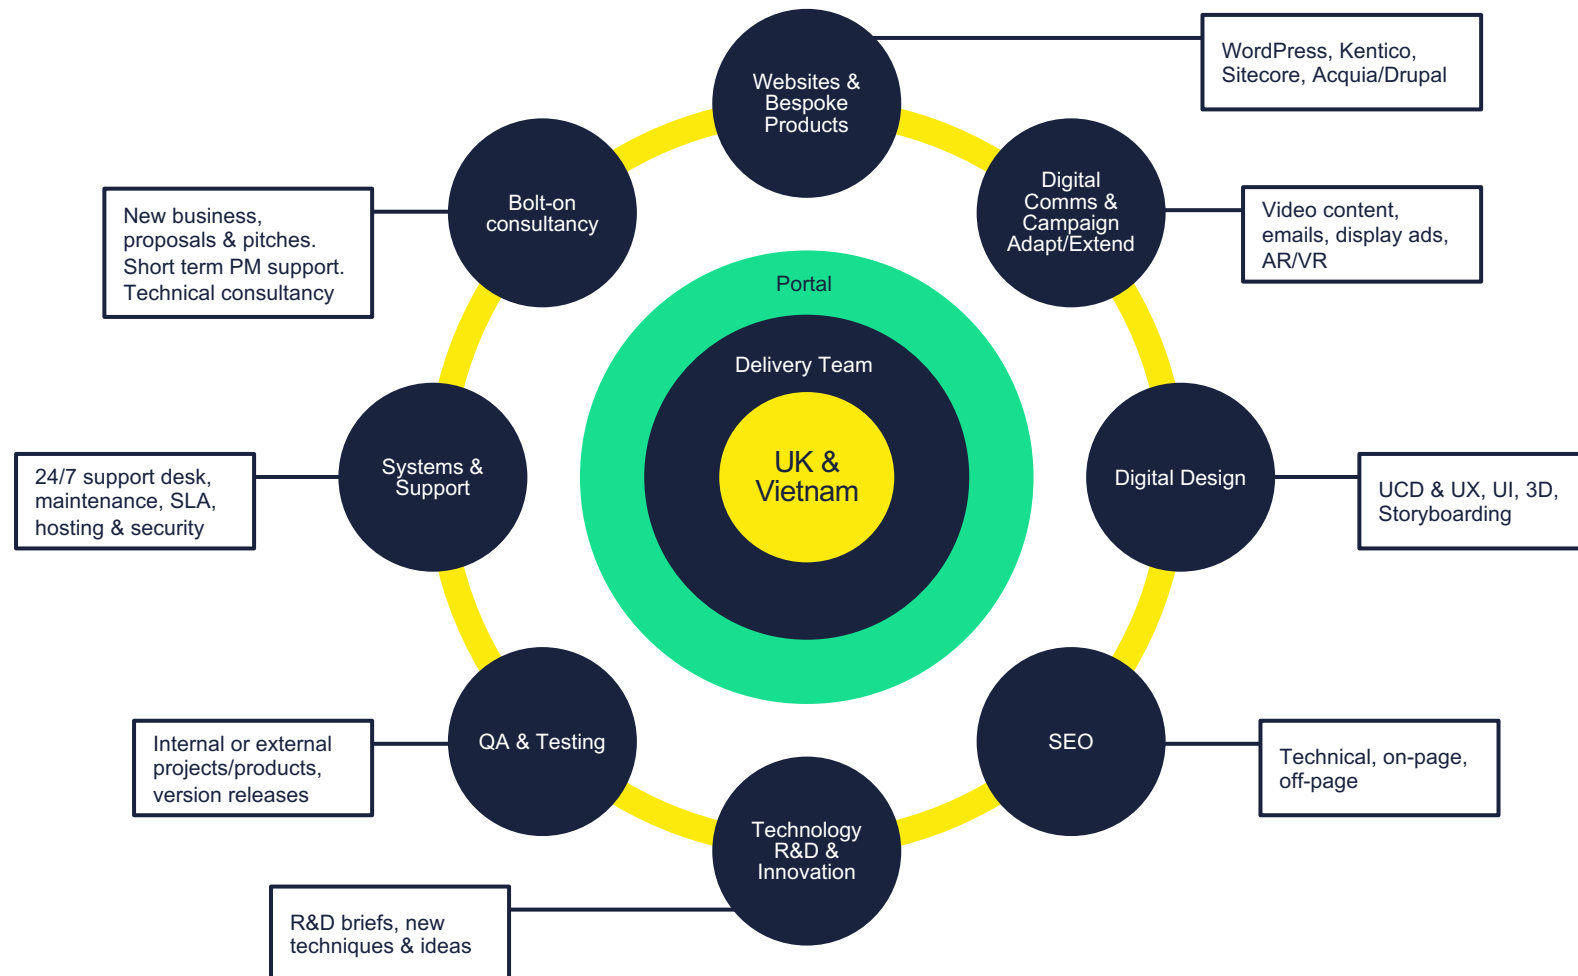 Websites &
Bespoke
Products
WordPress, Kentico,
Sitecore, Acquia/Drupal
Digital
Comms &
Campaign
Adapt/Extend
Video content,
emails, display ads,
AR/VR
Bolt-on
consultancy
New business,
proposals & pitches.
Short term PM support.
Technical consultancy
Portal
Delivery Team
UK &
Vietnam
Systems &
Support
24/7 support desk,
maintenance, SLA,
hosting & security
Digital Design
UCD & UX, UI, 3D,
Storyboarding
QA & Testing
Internal or external
projects/products,
version releases
SEO
Technical, on-page,
off-page
Technology
R&D &
Innovation
R&D briefs, new
techniques & ideas